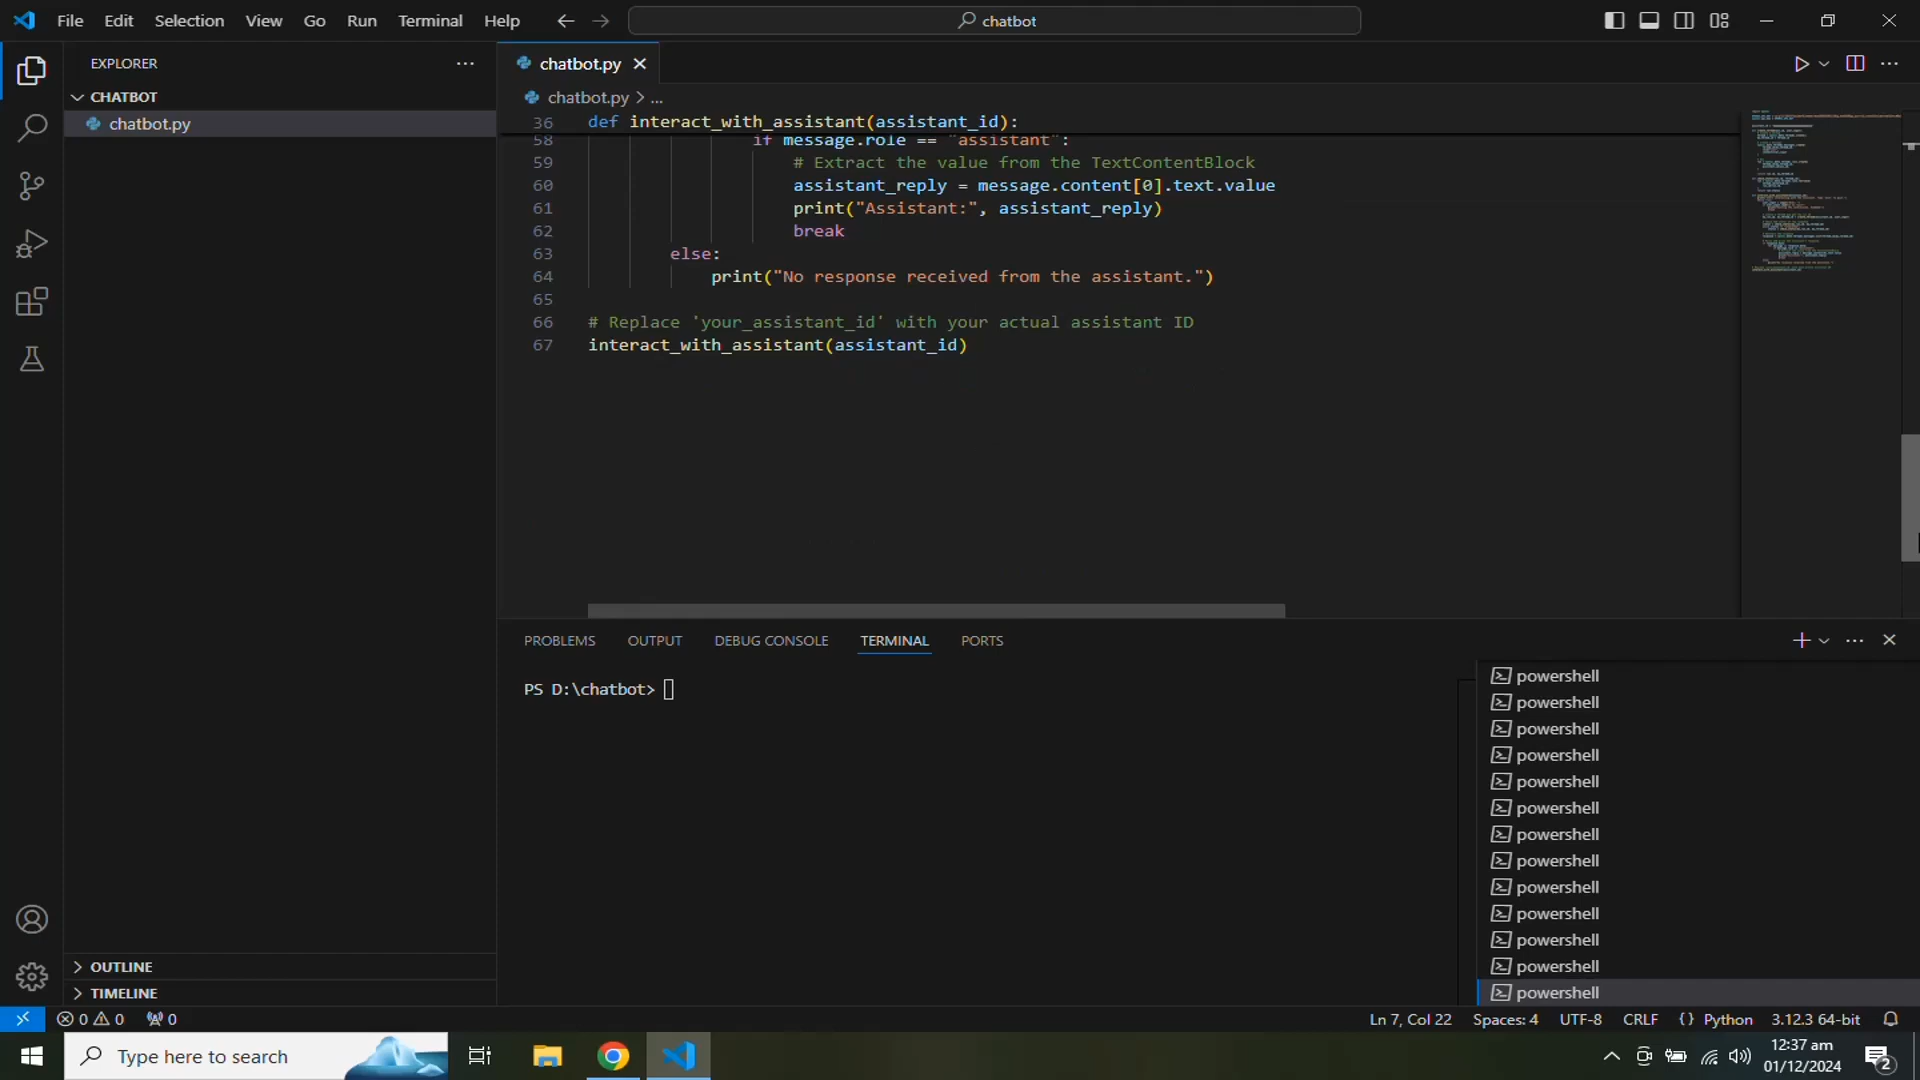 File Edit Selection View Go Run Terminal Help
chatbot
EXPLORER
CHATBOT
chatbot.py
chatbot.py
chatbot.py > ...
36 def interact_with_assistant(assistant_id):
58 if message.role == "assistant":
59 # Extract the value from the TextContentBlock
60 assistant_reply = message.content[0].text.value
61 print("Assistant:", assistant_reply)
62 break
63 else:
64 print("No response received from the assistant.")
65
66 # Replace 'your_assistant_id' with your actual assistant ID
67 interact_with_assistant(assistant_id)
PROBLEMS OUTPUT DEBUG CONSOLE TERMINAL PORTS
PS D:\chatbot>
powershell
powershell
powershell
powershell
powershell
powershell
powershell
powershell
powershell
powershell
powershell
powershell
powershell
OUTLINE
TIMELINE
0 0 0
Ln 7, Col 22 Spaces: 4 UTF-8 CRLF {} Python 3.12.3 64-bit
Type here to search
12:37 am
01/12/2024
2